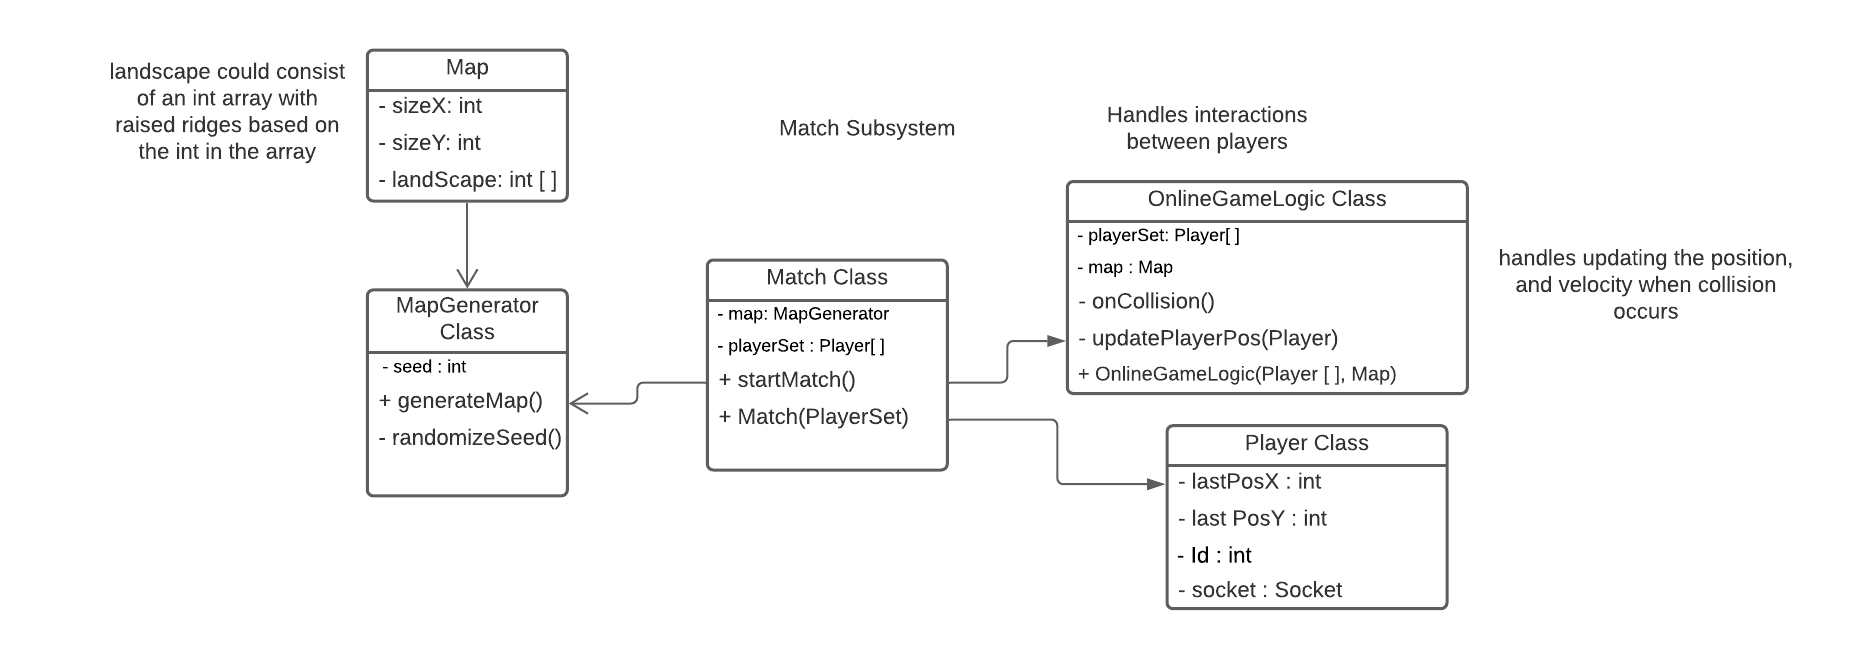 landscape could consist
of an int array with
raised ridges based on
the int in the array
Map
- sizeX: int
- sizeY: int
- landScape: int [ ]
MapGenerator
Class
- seed : int
+ generateMap()
- randomizeSeed()
Match Subsystem
Match Class
- map: MapGenerator
- playerSet : Player[ ]
+ startMatch()
+ Match(PlayerSet)
Handles interactions
between players
OnlineGameLogic Class
- playerSet: Player[ ]
- map : Map
- onCollision()
- updatePlayerPos(Player)
+ OnlineGameLogic(Player [ ], Map)
handles updating the position,
and velocity when collision
occurs
Player Class
- lastPosX : int
- last PosY : int
- Id : int
- socket : Socket